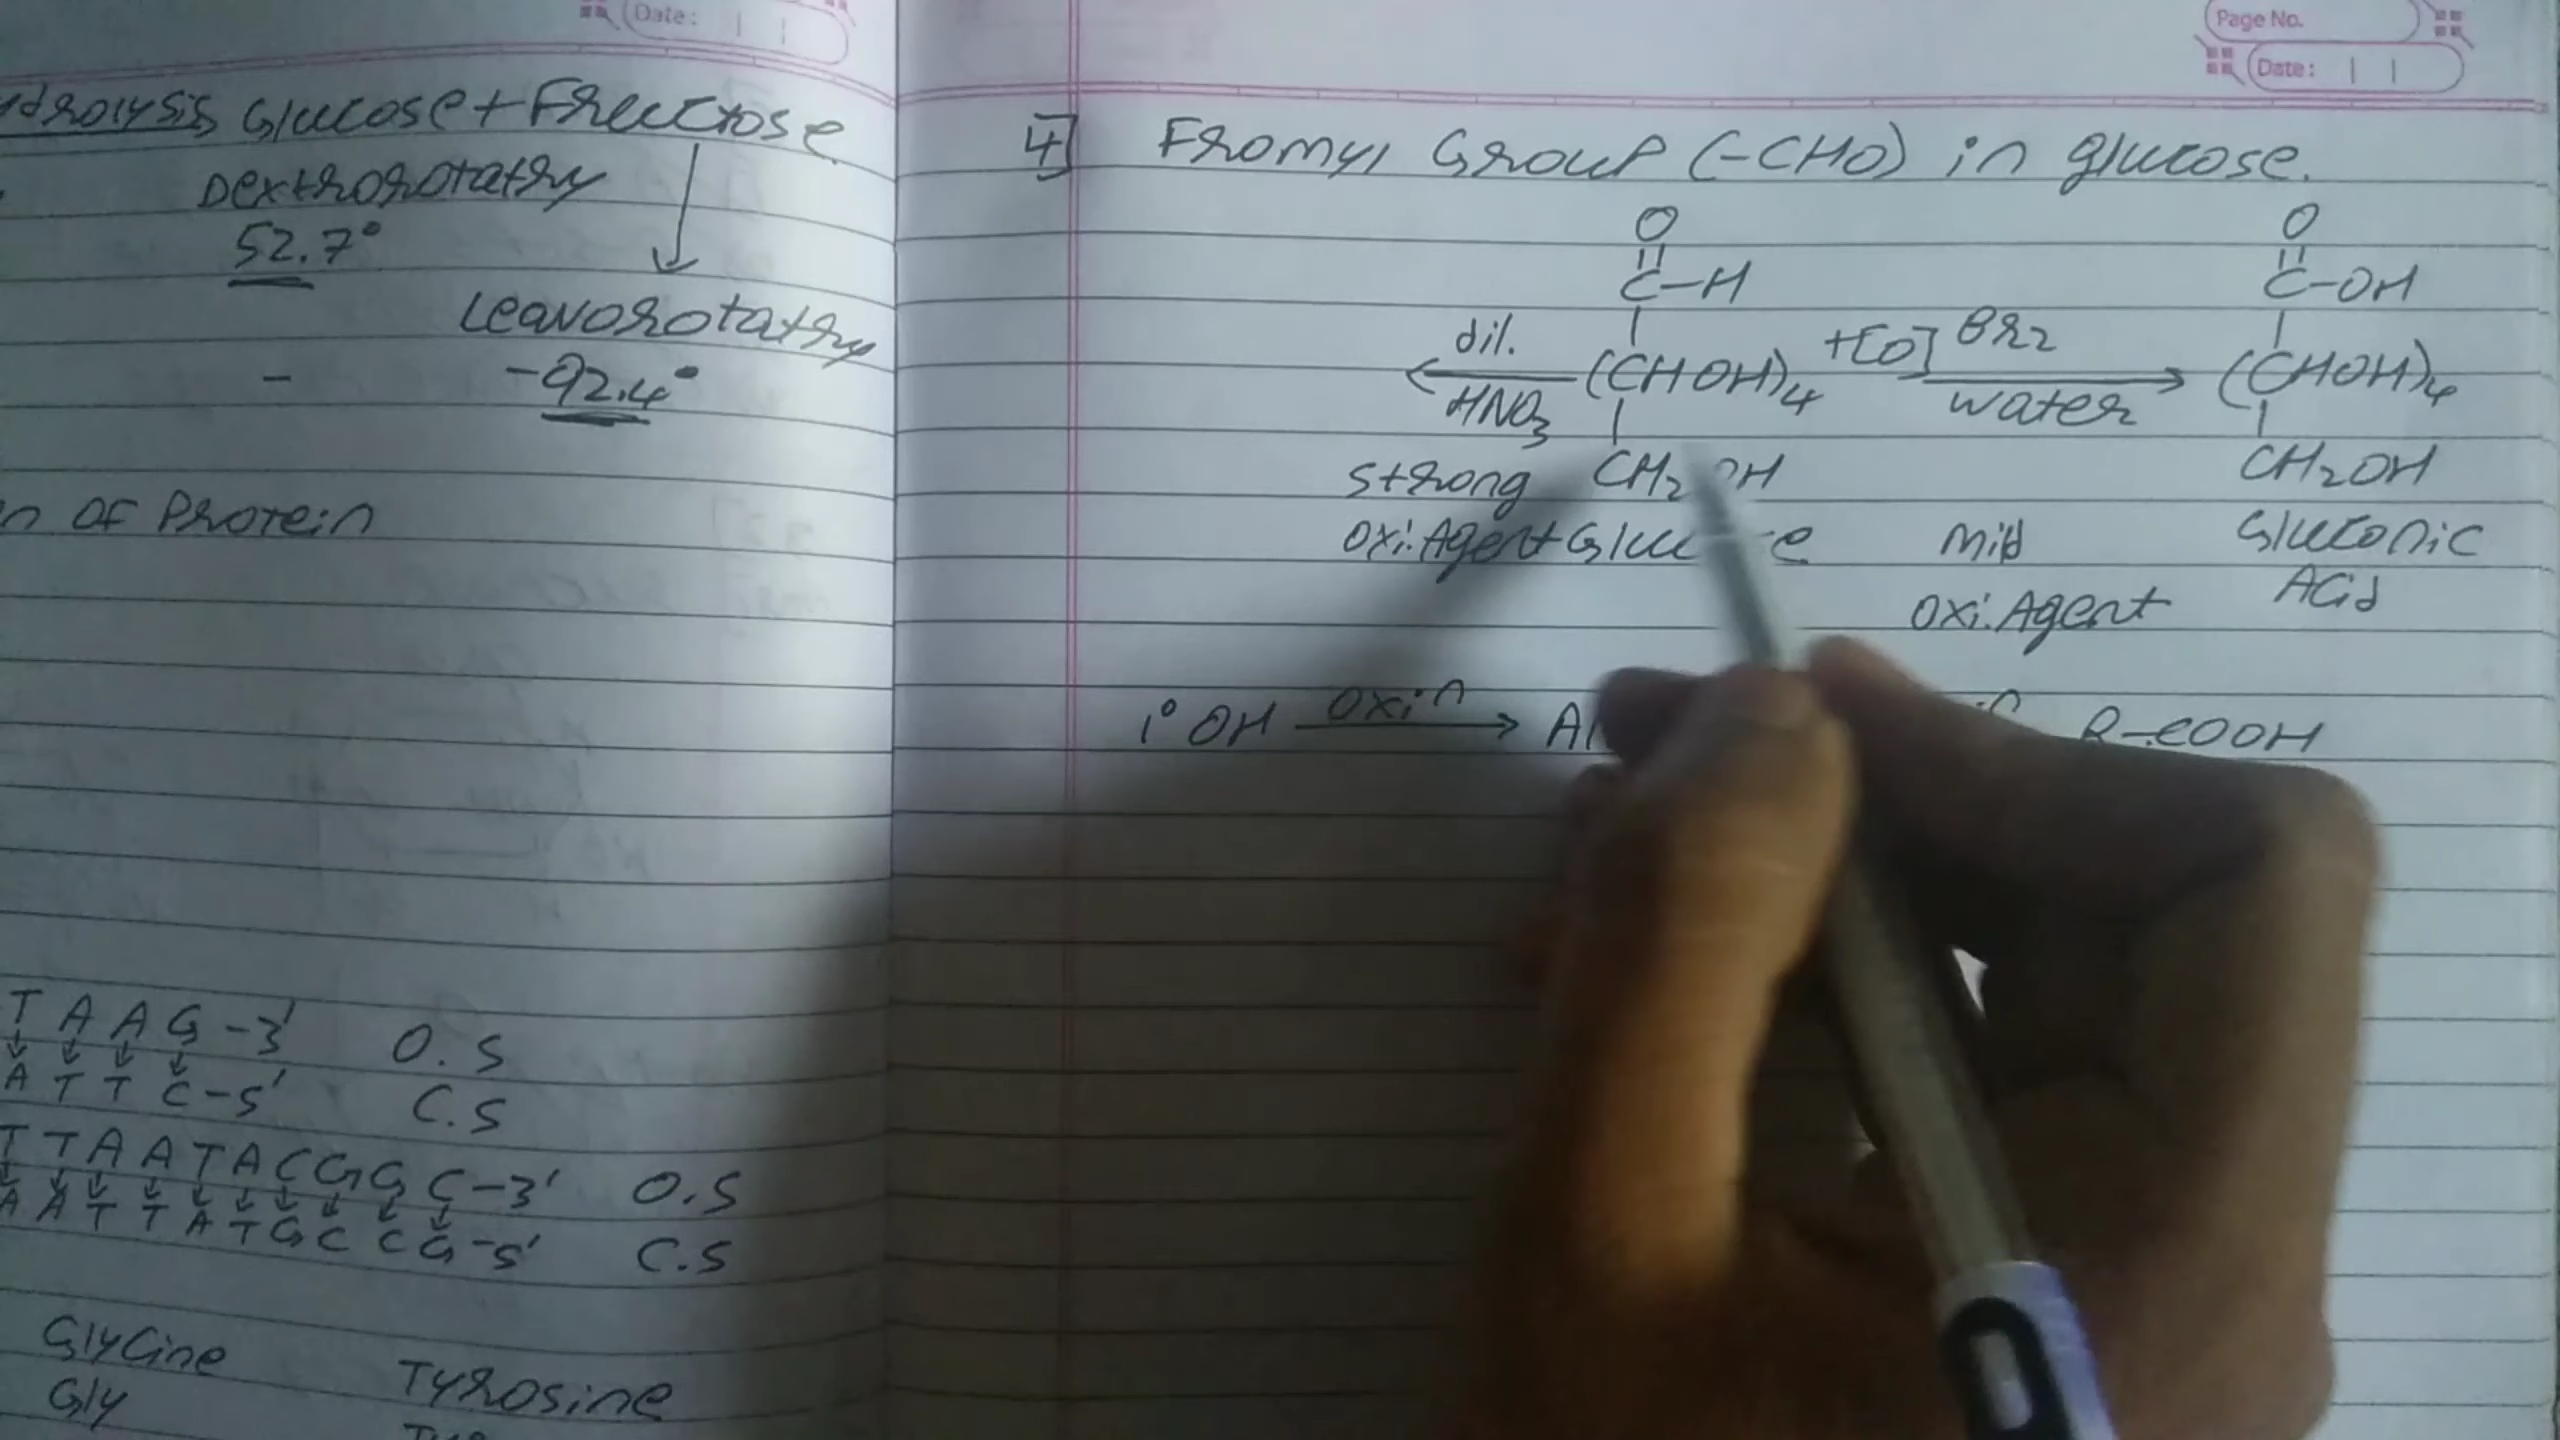 Date:
Glucose + Fructose
Dextrorotatry
52.7°
Leavorotatry
- -92.4°
OF Protein
T A A G -3' O.S
A T T C -5' C.S
T T A A T A C G G C -3' O.S
A A T T A T G C C G -5' C.S
Glycine Tyrosine
Gly
Page No.
Date:
4] Fromyl Group (-CHO) in glucose.
O O
C-H C-OH
dil. HNO3 (CHOH)4 +[O] Br2 water (CHOH)4
CH2OH CH2OH
strong oxi.Agent mild oxi.Agent Gluconic Acid
1° OH oxiⁿ R-COOH